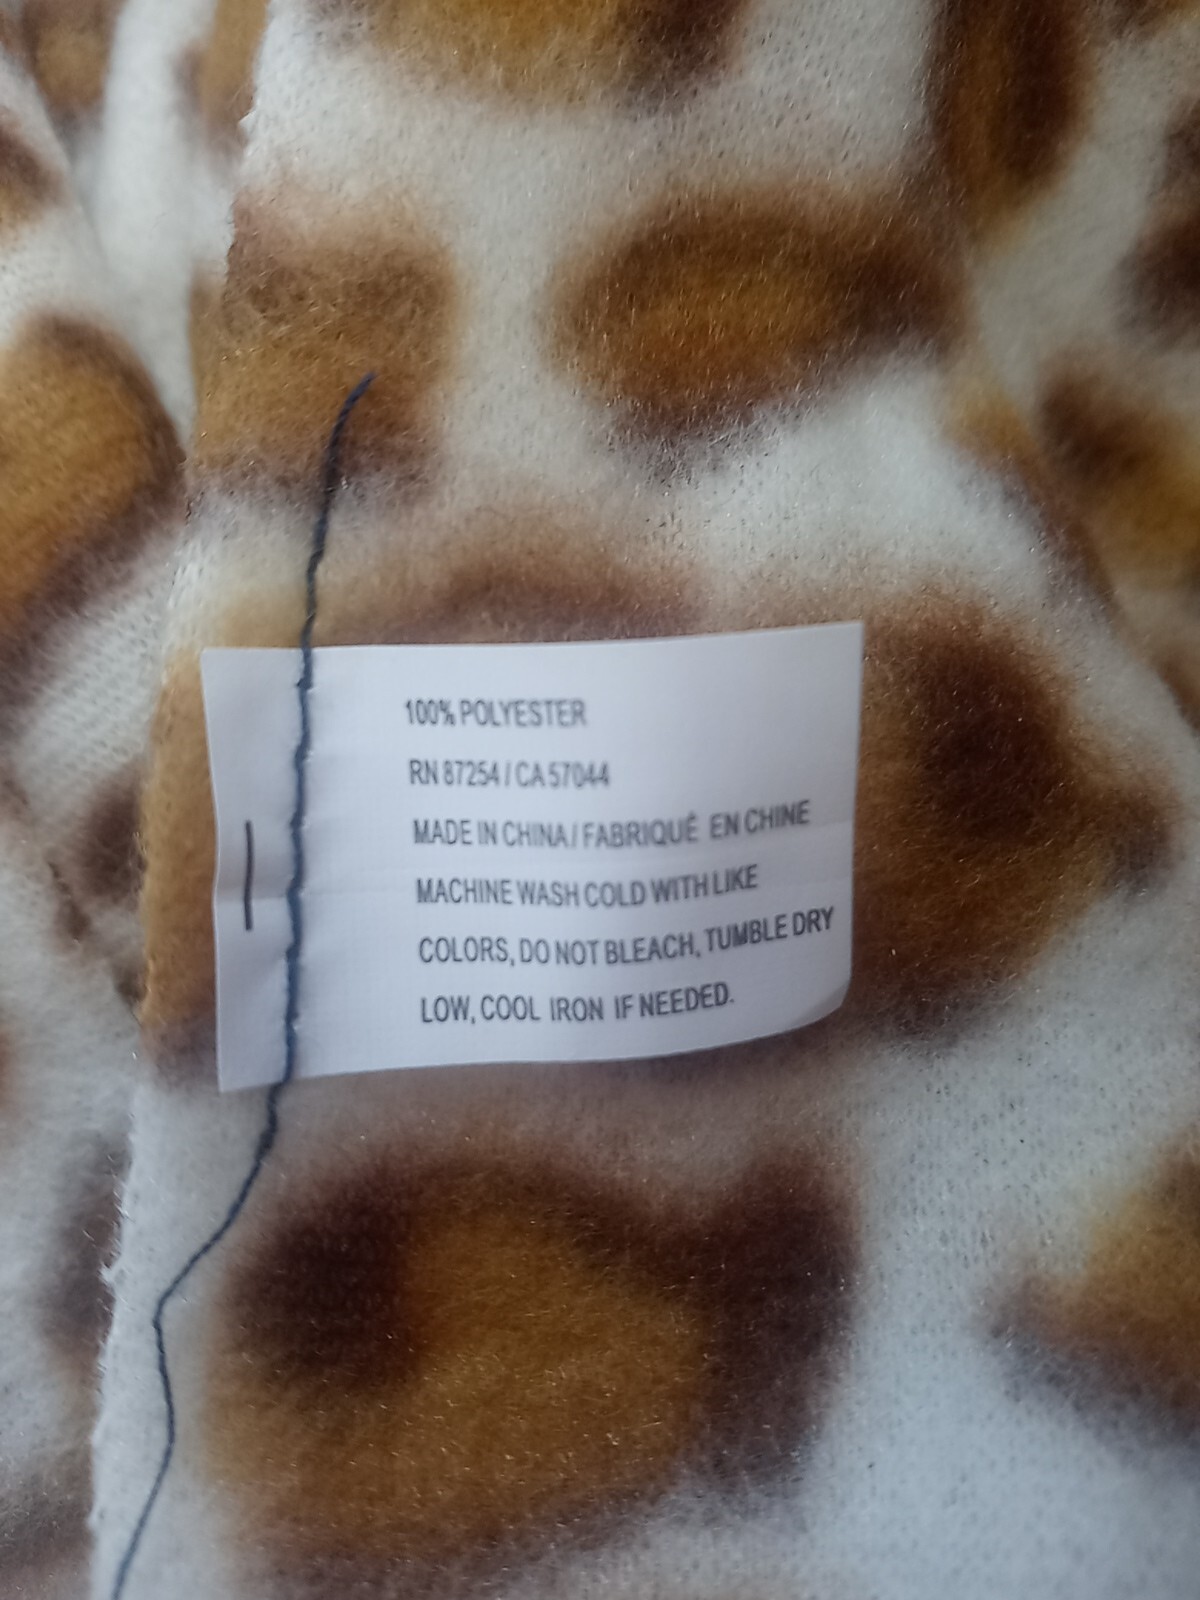 100% POLYESTER
RN 87254 / CA 57044
MADE IN CHINA / FABRIQUÉ EN CHINE
MACHINE WASH COLD WITH LIKE
COLORS, DO NOT BLEACH, TUMBLE DRY
LOW, COOL IRON IF NEEDED.